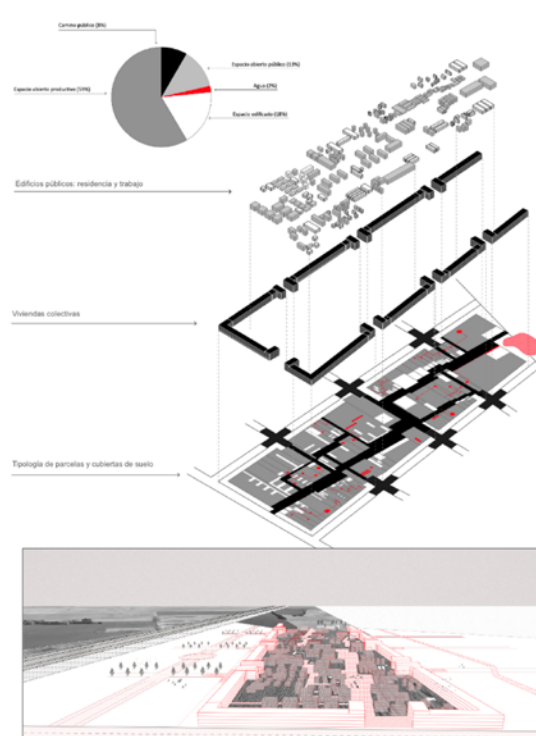 Camino público (8%)
Espacio abierto público (13%)
Espacio abierto productivo (59%)
Agua (2%)
Espacio edificado (18%)
Edificios públicos: residencia y trabajo
Viviendas colectivas
Tipología de parcelas y cubiertas de suelo